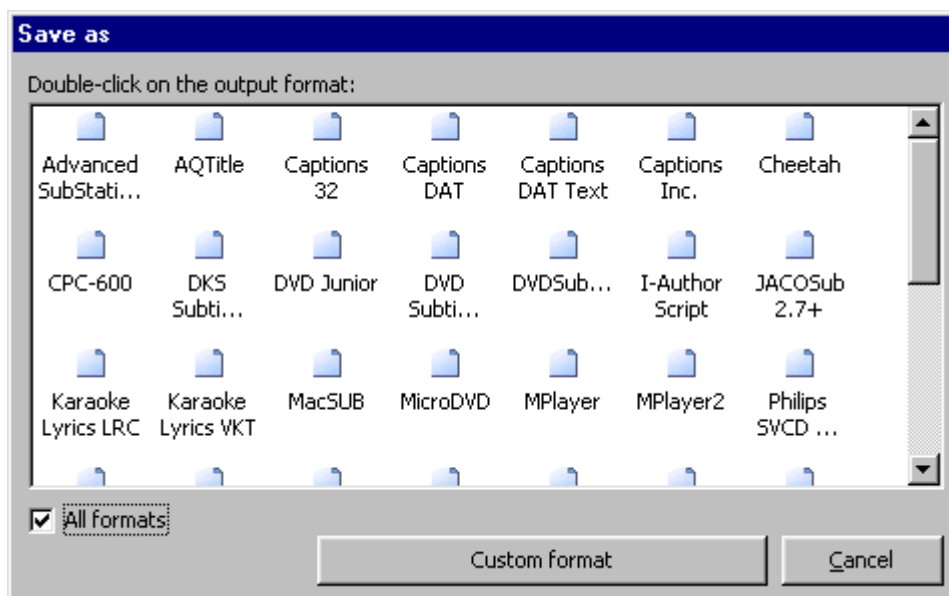 Save as
Double-click on the output format:
Advanced SubStati...
AQTitle
Captions 32
Captions DAT
Captions DAT Text
Captions Inc.
Cheetah
CPC-600
DKS Subti...
DVD Junior
DVD Subti...
DVDSub...
I-Author Script
JACOSub 2.7+
Karaoke Lyrics LRC
Karaoke Lyrics VKT
MacSUB
MicroDVD
MPlayer
MPlayer2
Philips SVCD ...
All formats
Custom format
Cancel